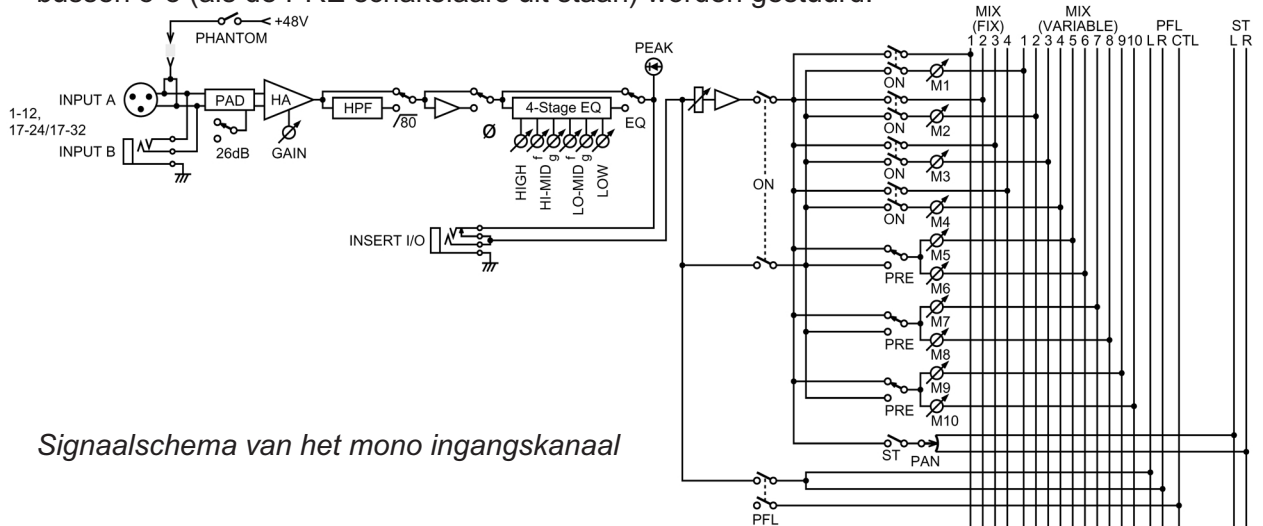 bussen 5-8 (als de PRE schakelaars uit staan) worden gestuurd.
+48V
PHANTOM
PEAK
MIX
(FIX)
MIX
(VARIABLE)
PFL
ST
1 2 3 4
1 2 3 4 5 6 7 8 9 10
L R CTL
L R
INPUT A
PAD
HA
HPF
/80
Ø
4-Stage EQ
EQ
1-12,
17-24/17-32
INPUT B
26dB
GAIN
HIGH
HI-MID f
g
LO-MID f
g
LOW
INSERT I/O
ON
ON
M1
ON
M2
ON
M3
ON
M4
M5
PRE
M6
M7
PRE
M8
M9
PRE
M10
ST
PAN
PFL
Signaalschema van het mono ingangskanaal